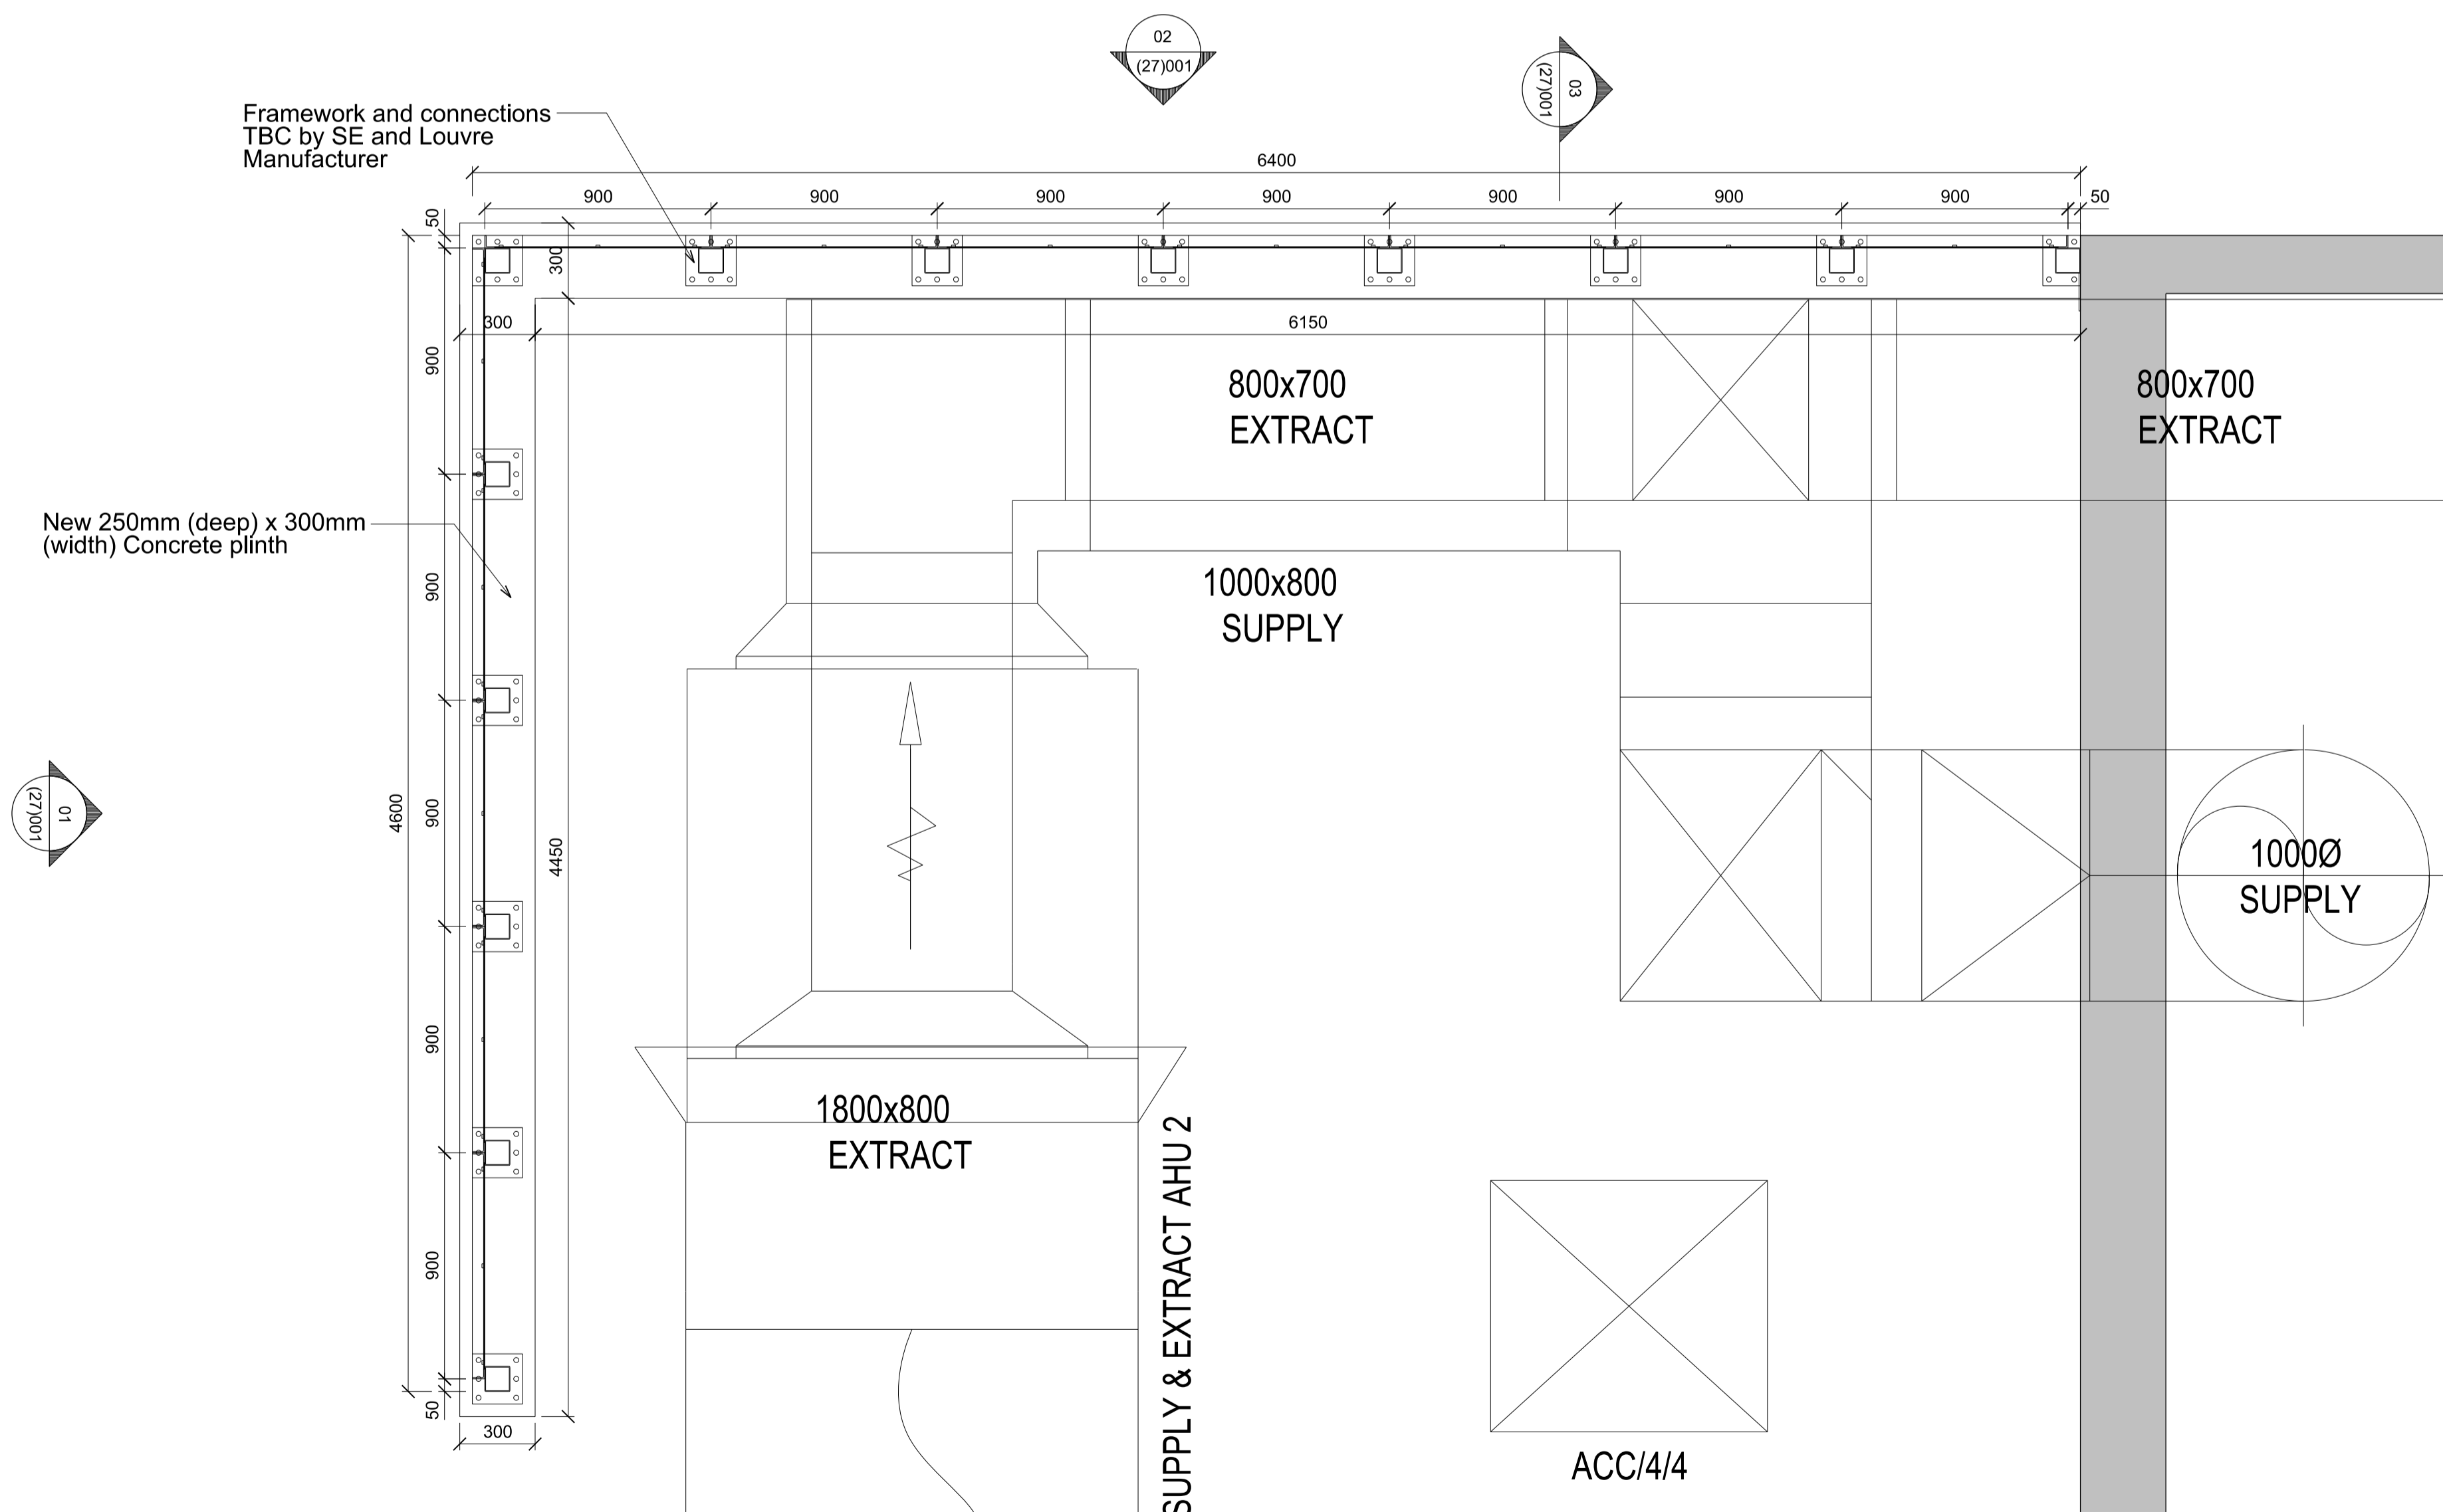 02
(27)001
03
(27)001
Framework and connections
TBC by SE and Louvre
Manufacturer
6400
900
900
900
900
900
900
900
50
50
300
300
6150
900
800x700
EXTRACT
800x700
EXTRACT
New 250mm (deep) x 300mm
(width) Concrete plinth
900
1000x800
SUPPLY
01
(27)001
4600
900
4450
1000Ø
SUPPLY
900
1800x800
EXTRACT
SUPPLY & EXTRACT AHU 2
900
50
300
ACC/4/4